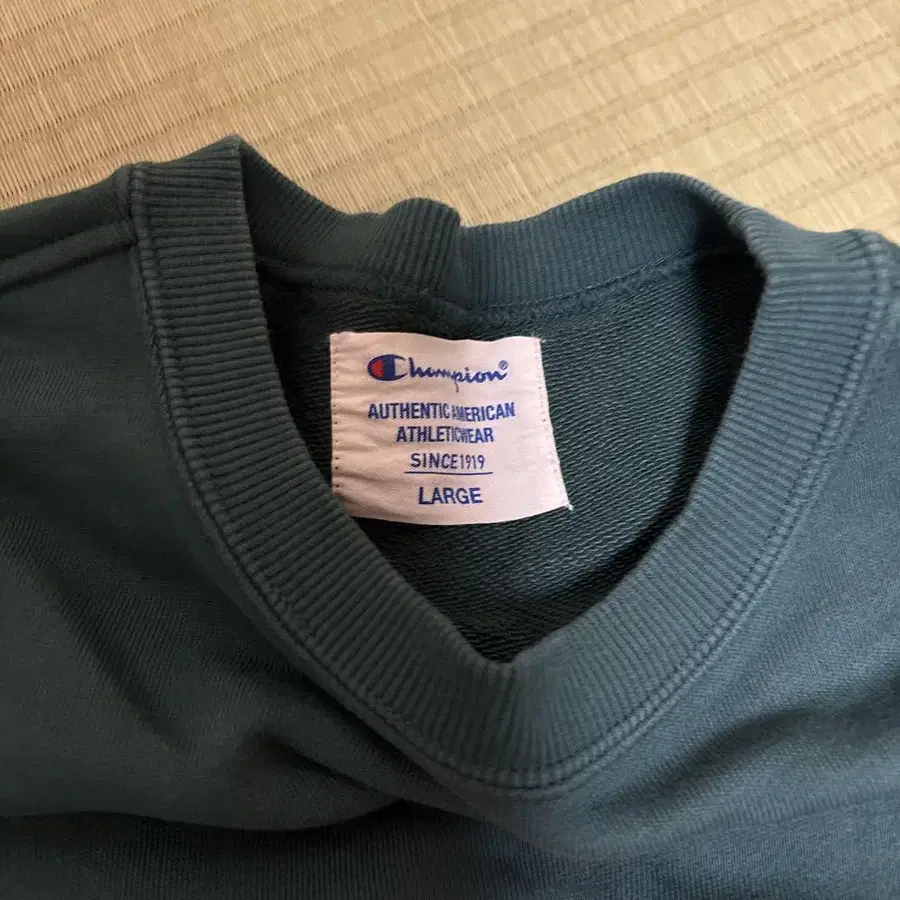 Champion®
AUTHENTIC AMERICAN
ATHLETICWEAR
SINCE 1919
LARGE